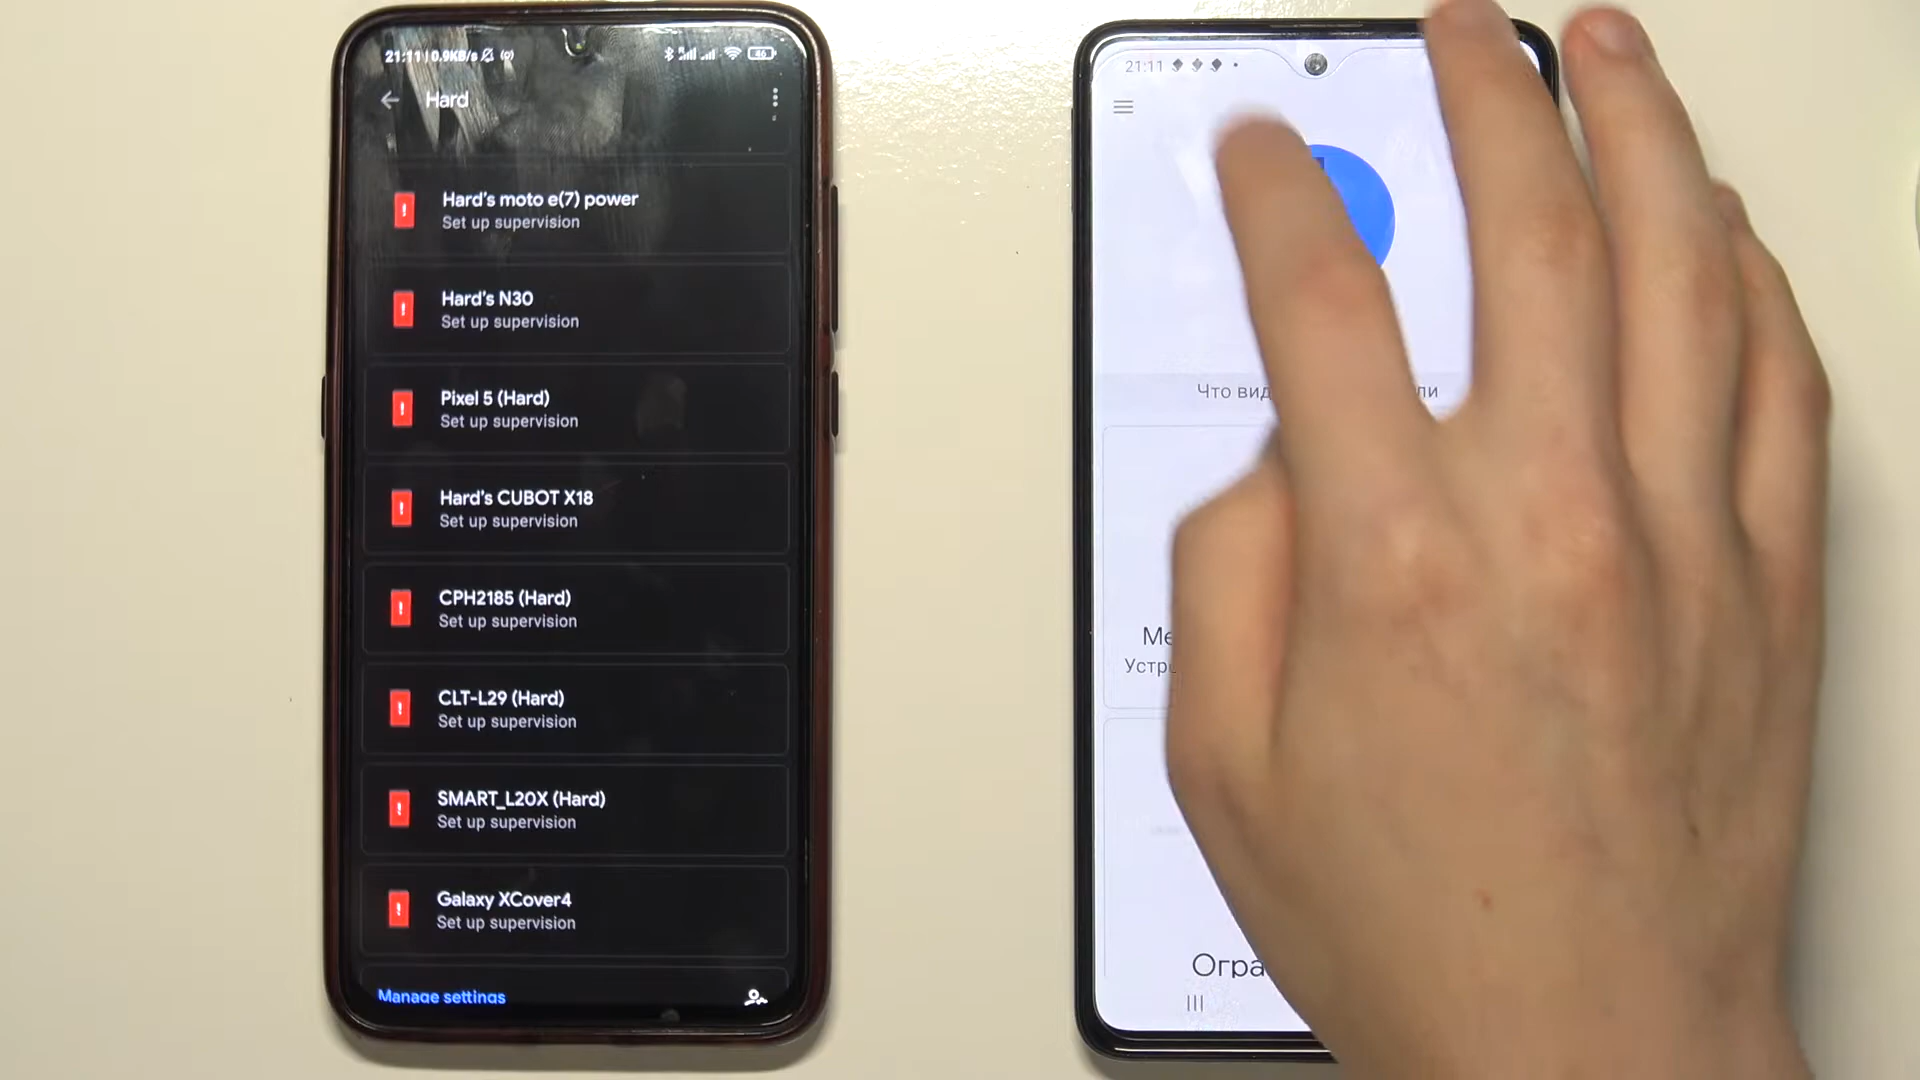 21:11 | 0.9KB/s
46
Hard
Hard's moto e(7) power
Set up supervision
Hard's N30
Set up supervision
Pixel 5 (Hard)
Set up supervision
Hard's CUBOT X18
Set up supervision
CPH2185 (Hard)
Set up supervision
CLT-L29 (Hard)
Set up supervision
SMART_L20X (Hard)
Set up supervision
Galaxy XCover4
Set up supervision
Manage settings
21:11
Что вид ли
Ме
Устр
Огра